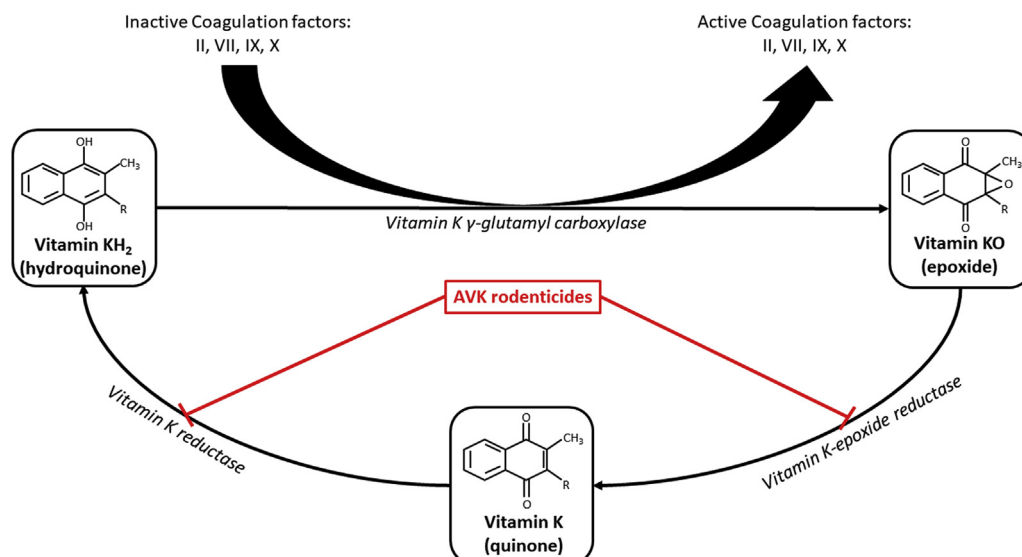 Inactive Coagulation factors:
II, VII, IX, X
Active Coagulation factors:
II, VII, IX, X
OH
CH₃
R
OH
Vitamin KH₂
(hydroquinone)
Vitamin K γ-glutamyl carboxylase
O
CH₃
O
R
O
Vitamin KO
(epoxide)
AVK rodenticides
Vitamin K reductase
Vitamin K-epoxide reductase
O
CH₃
R
O
Vitamin K
(quinone)